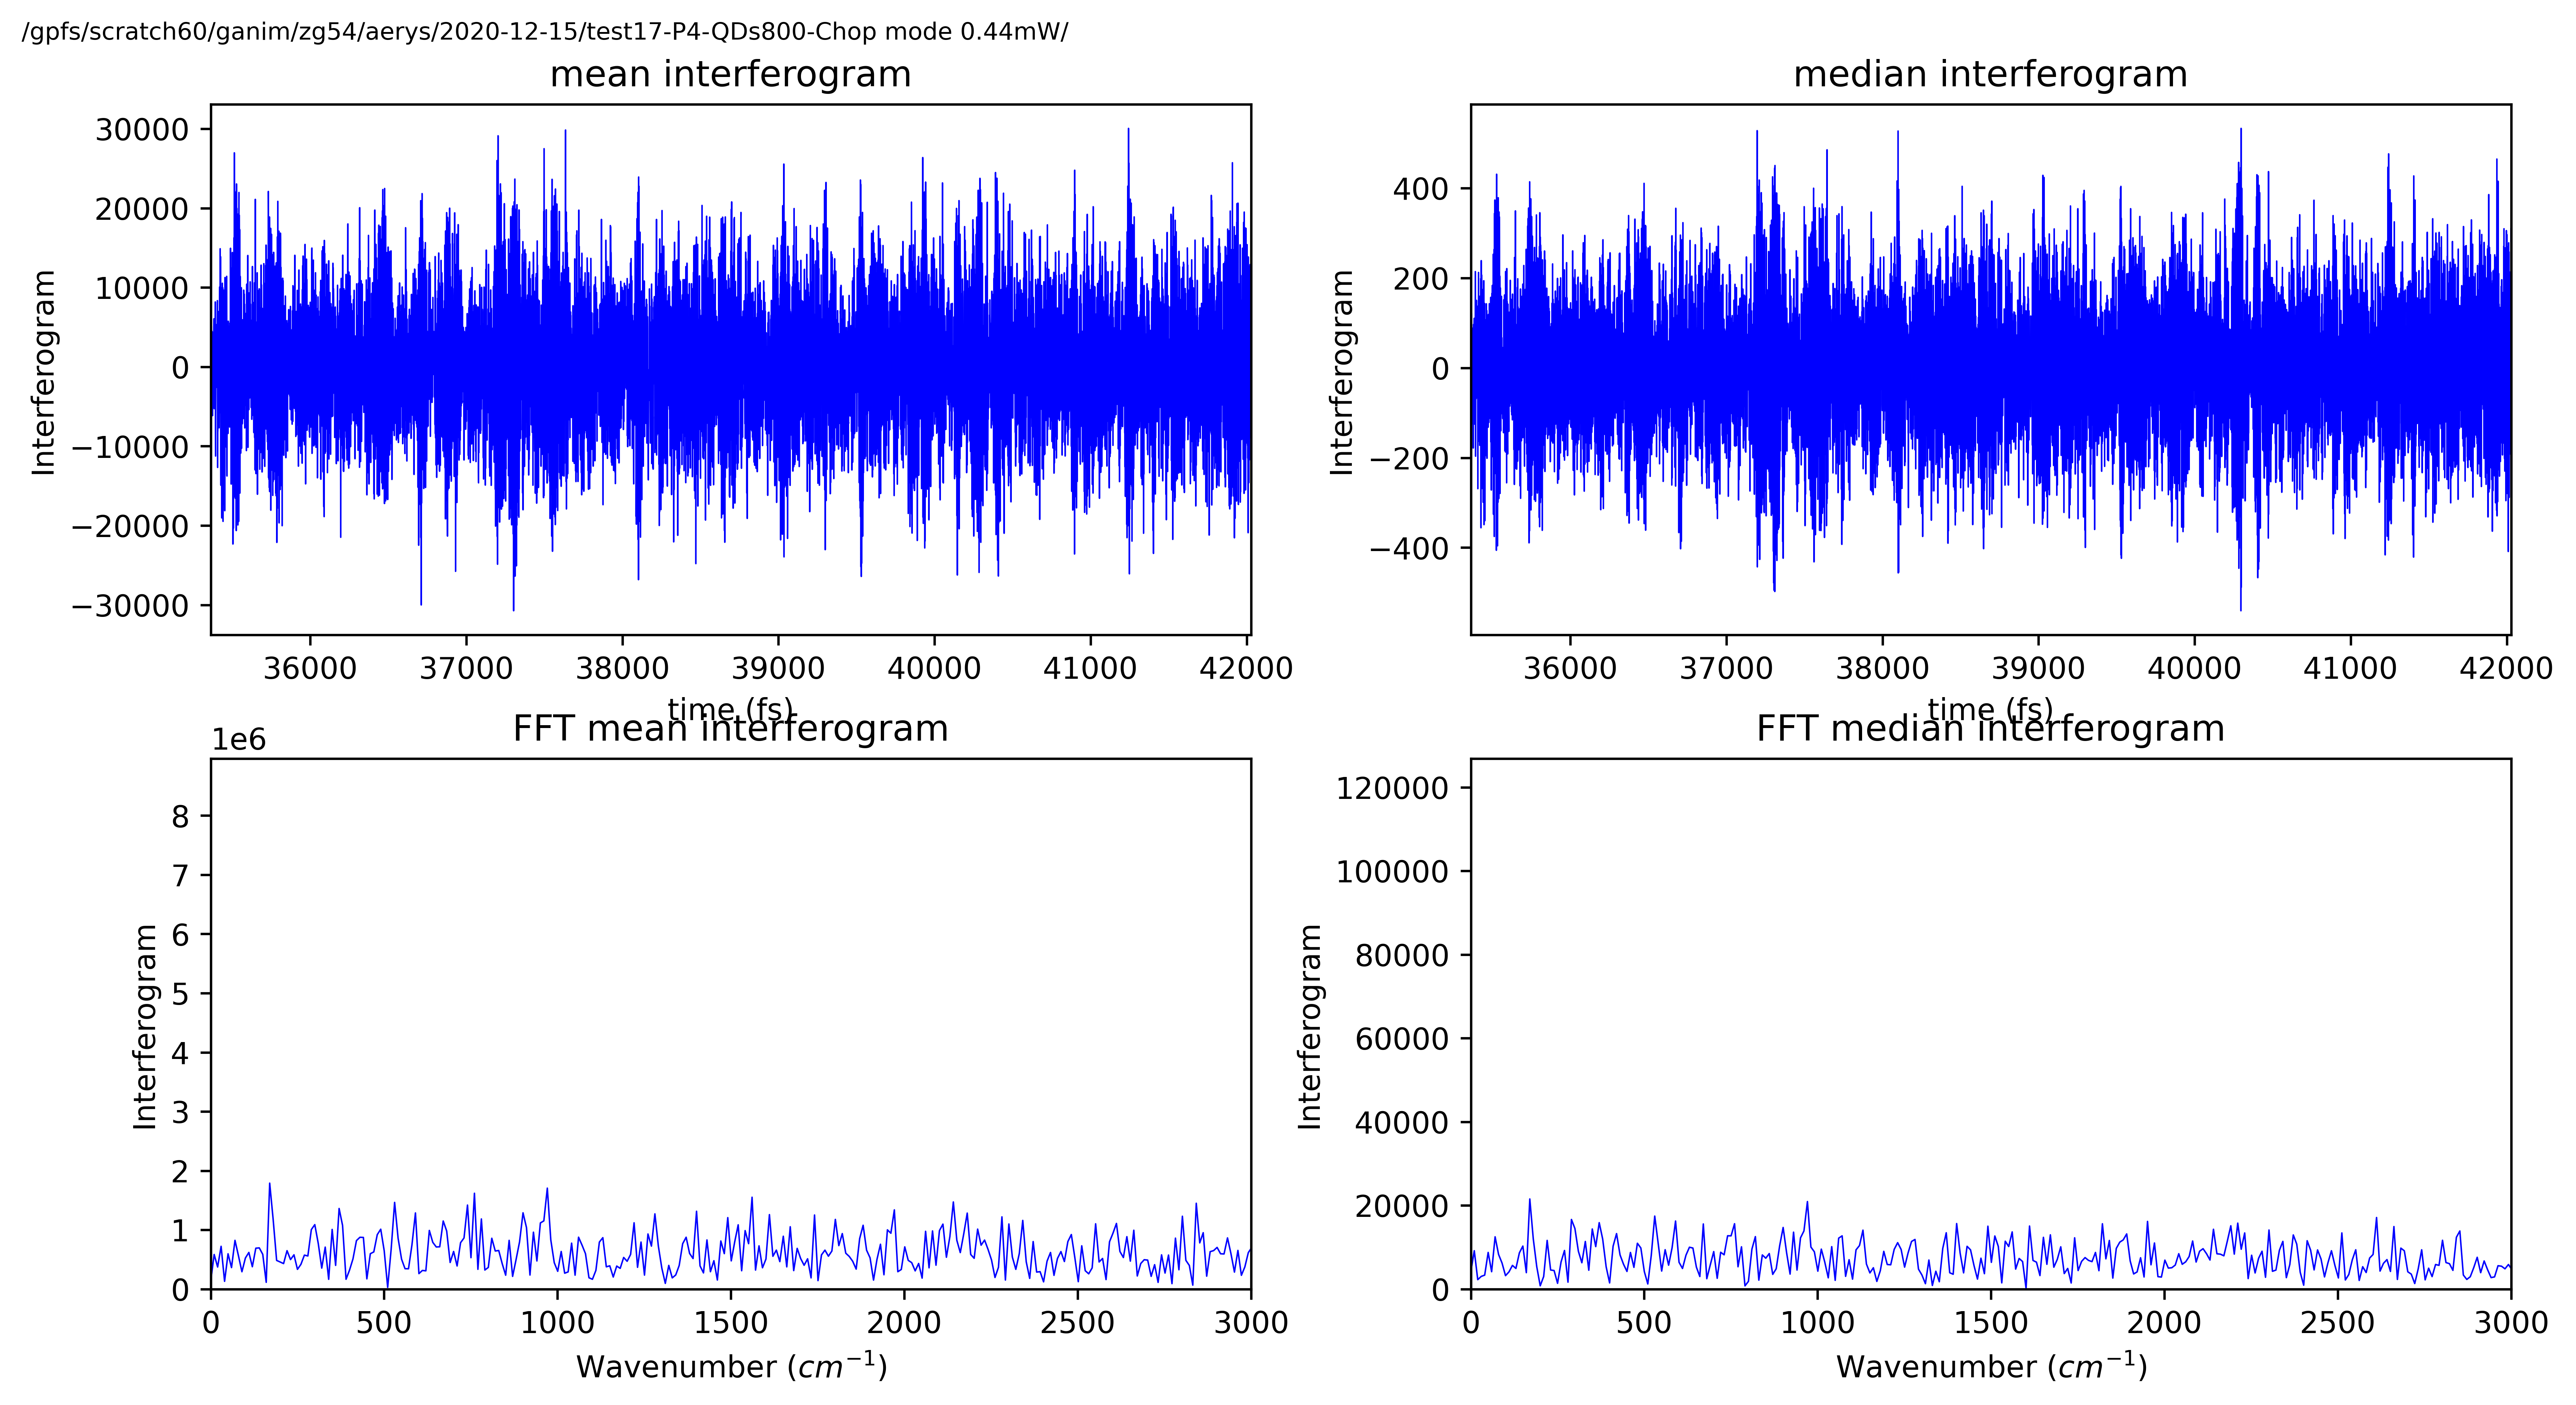 /gpfs/scratch60/ganim/zg54/aerys/2020-12-15/test17-P4-QDs800-Chop mode 0.44mW/
mean interferogram
30000
20000
10000
0
−10000
−20000
−30000
Interferogram
36000 37000 38000 39000 40000 41000 42000
time (fs)
median interferogram
400
200
0
−200
−400
Interferogram
36000 37000 38000 39000 40000 41000 42000
time (fs)
FFT mean interferogram
1e6
8
7
6
5
4
3
2
1
0
Interferogram
0 500 1000 1500 2000 2500 3000
Wavenumber (cm⁻¹)
FFT median interferogram
120000
100000
80000
60000
40000
20000
0
Interferogram
0 500 1000 1500 2000 2500 3000
Wavenumber (cm⁻¹)